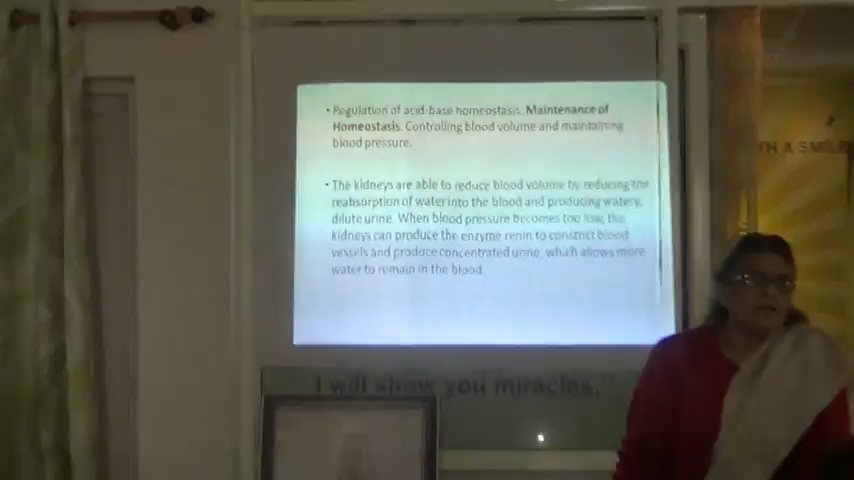 • Regulation of acid-base homeostasis. Maintenance of
Homeostasis. Controlling blood volume and maintaining
blood pressure.
• The kidneys are able to reduce blood volume by reducing the
reabsorption of water into the blood and producing watery,
dilute urine. When blood pressure becomes too low, the
kidneys can produce the enzyme renin to constrict blood
vessels and produce concentrated urine, which allows more
water to remain in the blood.
TH A SMILE
I will show you miracles."